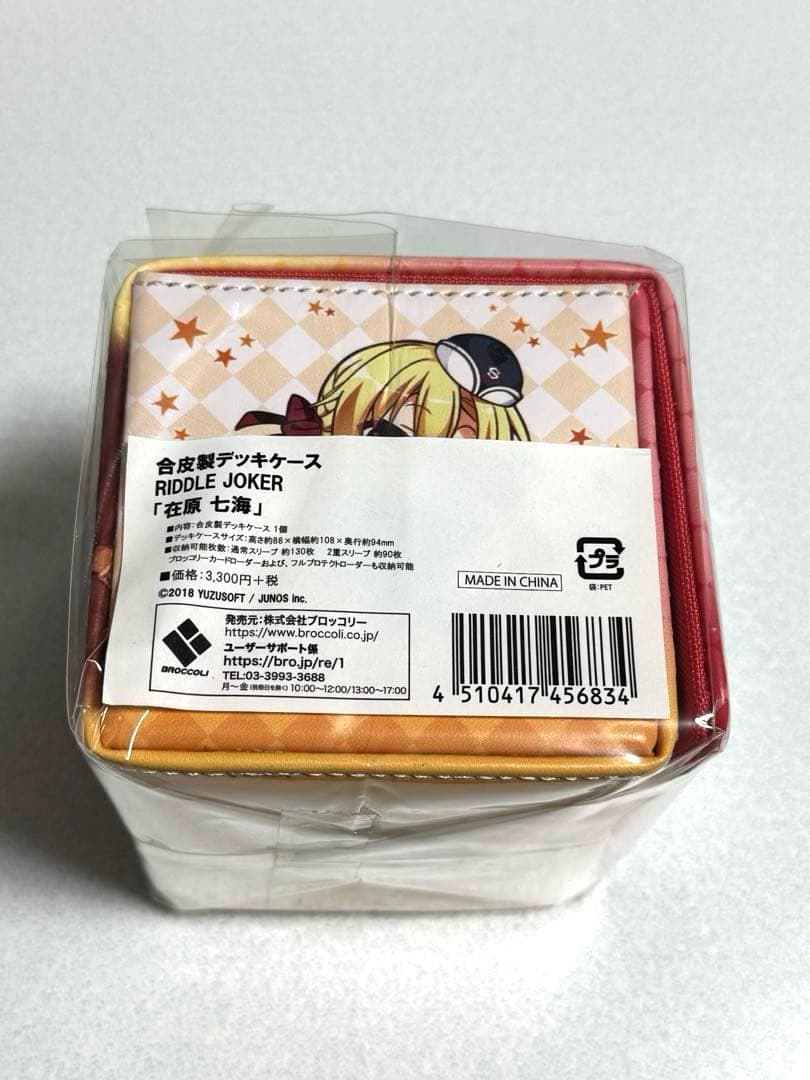 合皮製デッキケース
RIDDLE JOKER
「在原 七海」
■内容:合皮製デッキケース 1個
■デッキケースサイズ:高さ約88×横幅約108×奥行約94mm
■収納可能枚数:通常スリーブ 約130枚 2重スリーブ 約90枚
ブロッコリーカードローダーおよび、フルプロテクトローダーも収納可能
■価格:3,300円+税
©2018 YUZUSOFT / JUNOS inc.
MADE IN CHINA
プラ
袋:PET
BROCCOLI
発売元:株式会社ブロッコリー
https://www.broccoli.co.jp/
ユーザーサポート係
https://bro.jp/re/1
TEL:03-3993-3688
月〜金(祝祭日を除く)10:00〜12:00/13:00〜17:00
4 510417 456834